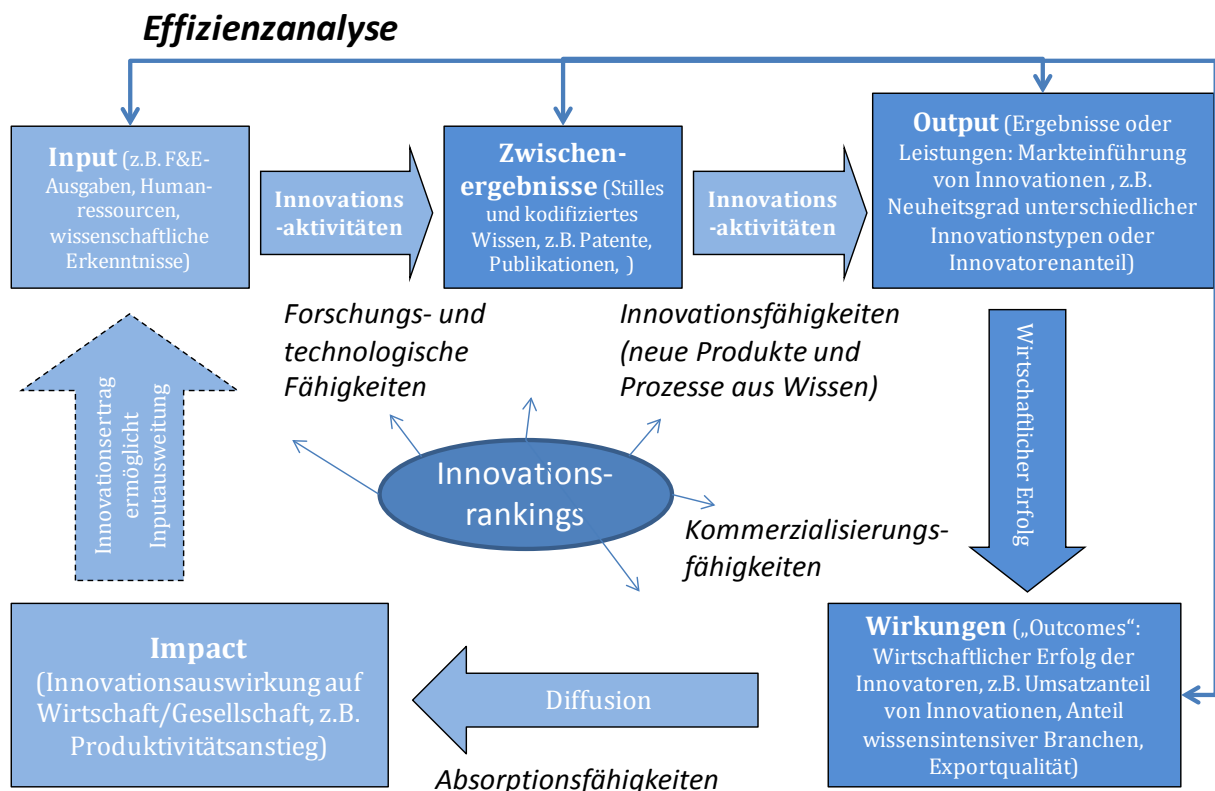 Effizienzanalyse
Input (z.B. F&E-
Ausgaben, Human-
ressourcen,
wissenschaftliche
Erkenntnisse)
Innovations
-aktivitäten
Zwischen-
ergebnisse (Stilles
und kodifiziertes
Wissen, z.B. Patente,
Publikationen, )
Innovations
-aktivitäten
Output (Ergebnisse oder
Leistungen: Markteinführung
von Innovationen , z.B.
Neuheitsgrad unterschiedlicher
Innovationstypen oder
Innovatorenanteil)
Forschungs- und
technologische
Fähigkeiten
Innovationsfähigkeiten
(neue Produkte und
Prozesse aus Wissen)
Innovationsertrag
ermöglicht
Inputausweitung
Innovations-
rankings
Wirtschaftlicher Erfolg
Kommerzialisierungs-
fähigkeiten
Impact
(Innovationsauswirkung auf
Wirtschaft/Gesellschaft, z.B.
Produktivitätsanstieg)
Diffusion
Absorptionsfähigkeiten
Wirkungen („Outcomes“:
Wirtschaftlicher Erfolg der
Innovatoren, z.B. Umsatzanteil
von Innovationen, Anteil
wissensintensiver Branchen,
Exportqualität)